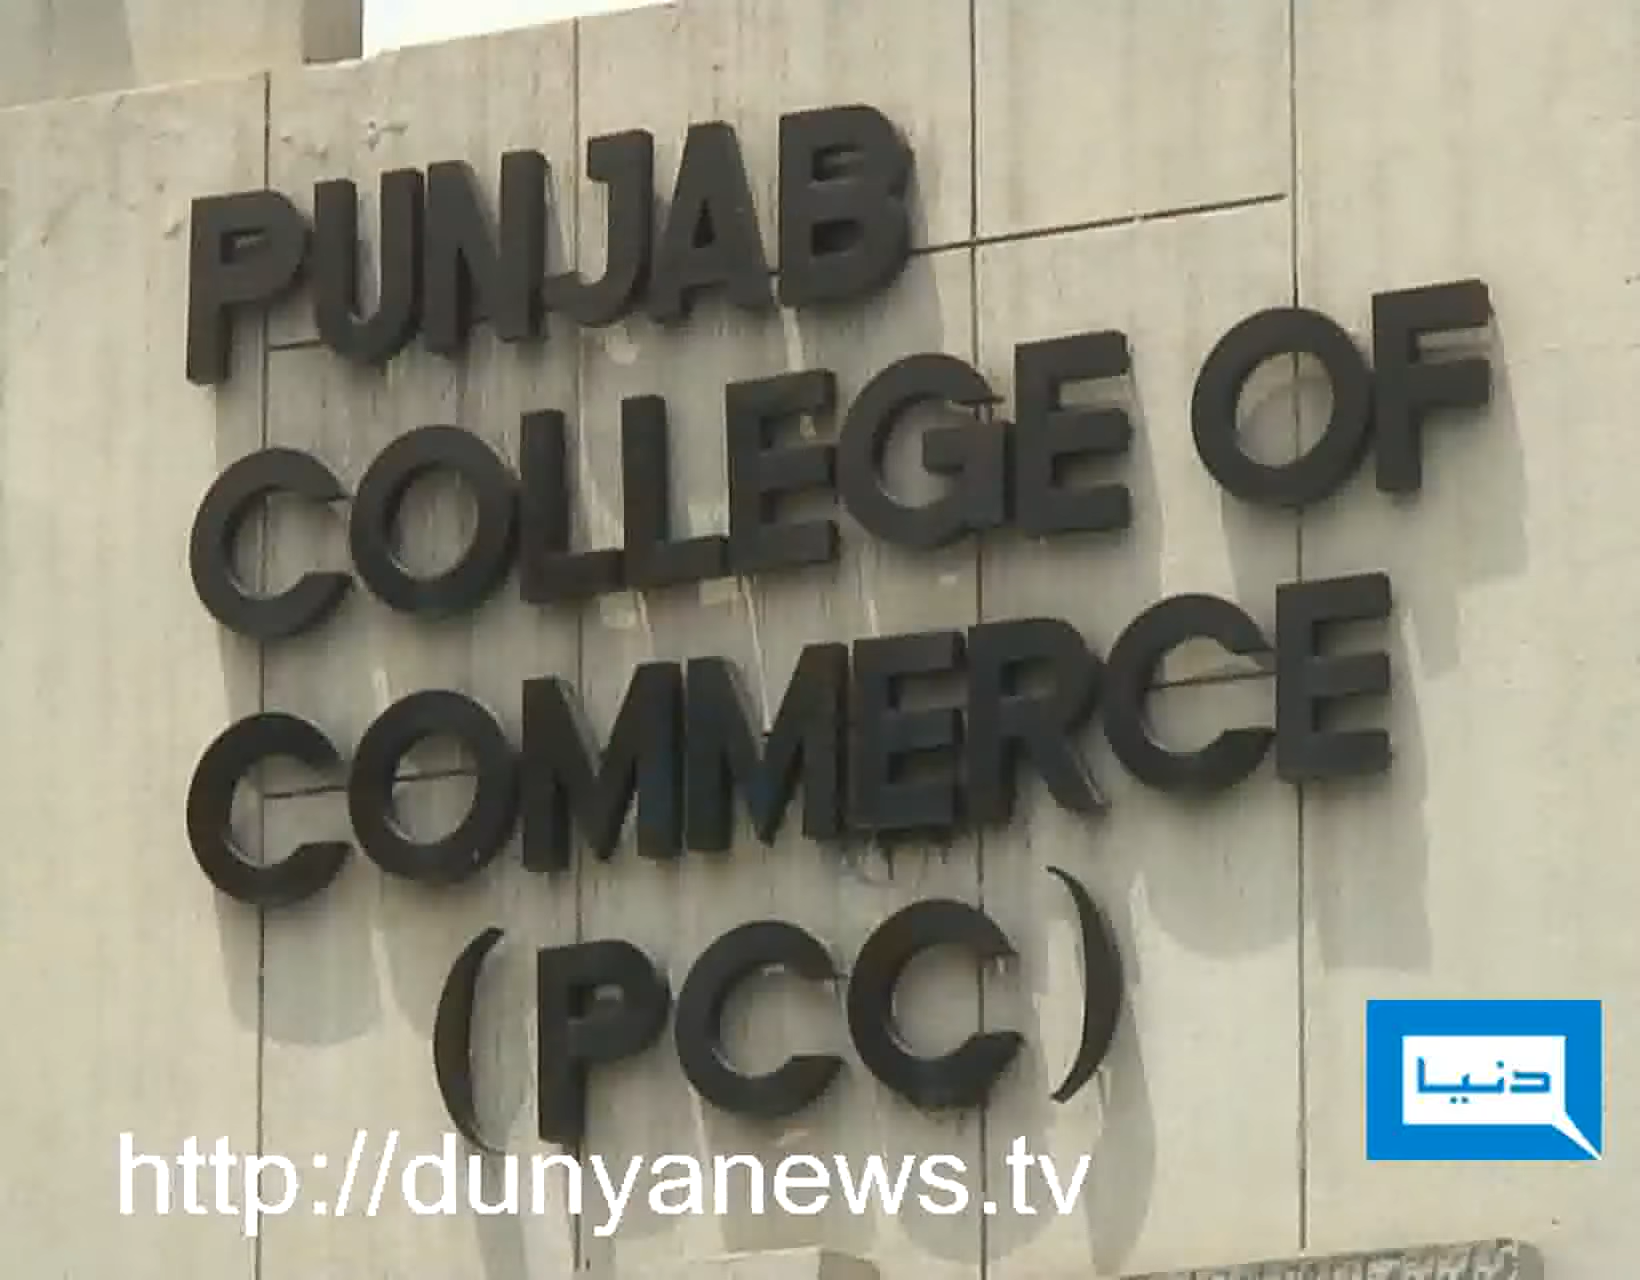 PUNJAB
COLLEGE OF
COMMERCE
(PCC)
دنیا
http://dunyanews.tv